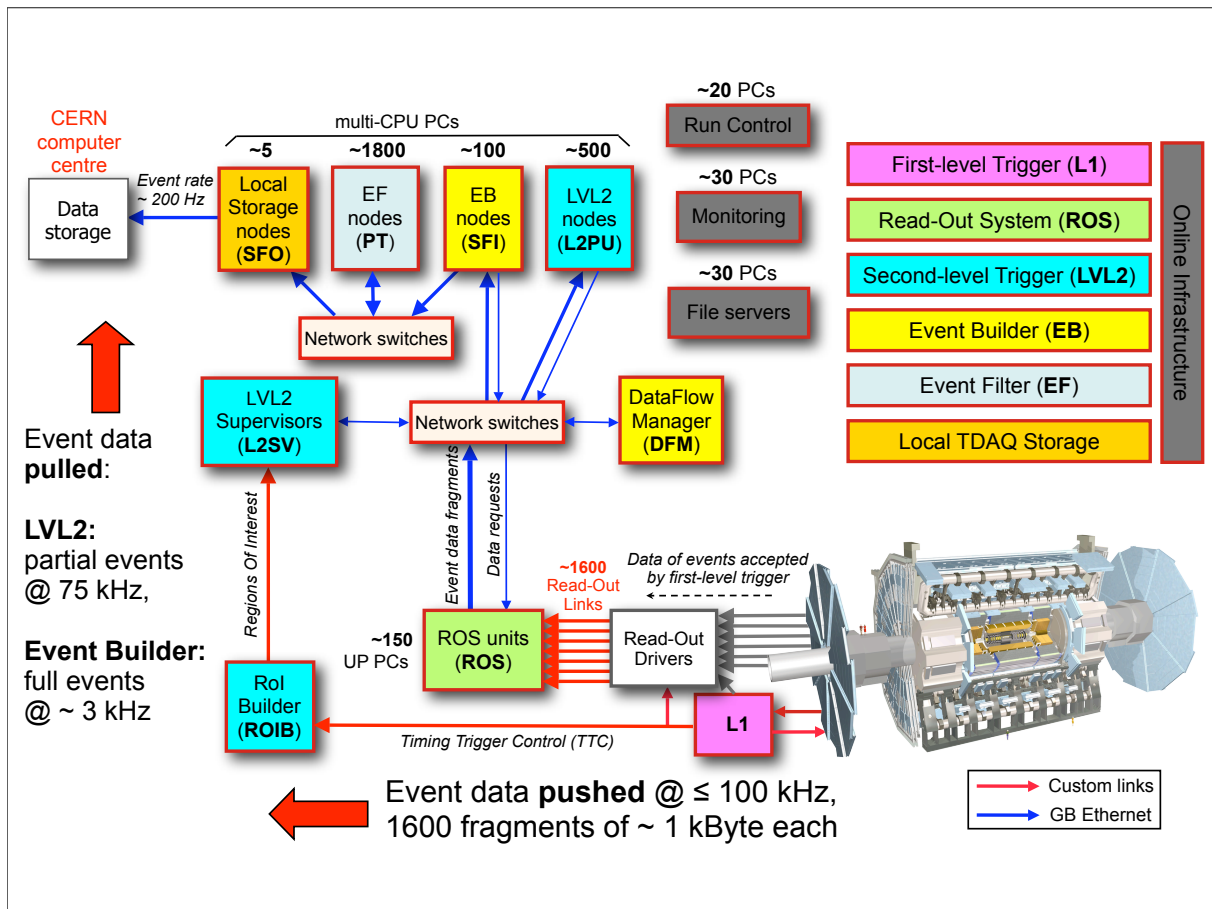 CERN
computer
centre
Data
storage
Event rate
~ 200 Hz
multi-CPU PCs
~5
~1800
~100
~500
Local
Storage
nodes
(SFO)
EF
nodes
(PT)
EB
nodes
(SFI)
LVL2
nodes
(L2PU)
Network switches
~20 PCs
Run Control
~30 PCs
Monitoring
~30 PCs
File servers
First-level Trigger (L1)
Read-Out System (ROS)
Second-level Trigger (LVL2)
Event Builder (EB)
Event Filter (EF)
Local TDAQ Storage
Online Infrastructure
LVL2
Supervisors
(L2SV)
Network switches
DataFlow
Manager
(DFM)
Event data
pulled:
LVL2:
partial events
@ 75 kHz,
Event Builder:
full events
@ ~ 3 kHz
Regions Of Interest
Event data fragments
Data requests
~1600
Read-Out
Links
Data of events accepted
by first-level trigger
~150
UP PCs
ROS units
(ROS)
Read-Out
Drivers
RoI
Builder
(ROIB)
L1
Timing Trigger Control (TTC)
Event data pushed @ ≤ 100 kHz,
1600 fragments of ~ 1 kByte each
Custom links
GB Ethernet